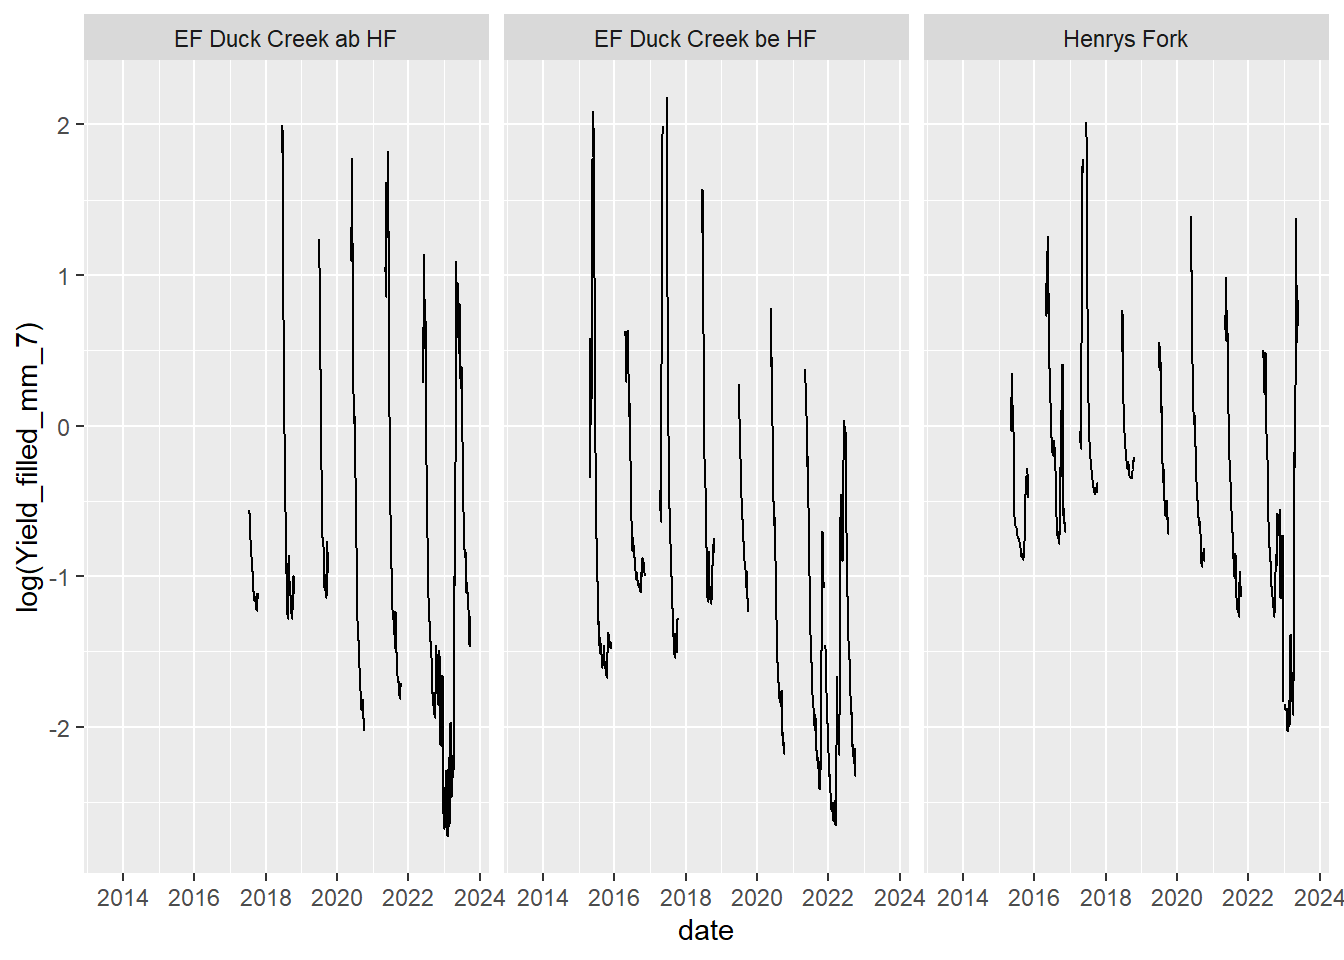 EF Duck Creek ab HF
EF Duck Creek be HF
Henrys Fork
log(Yield_filled_mm_7)
2
1
0
-1
-2
2014 2016 2018 2020 2022 2024
2014 2016 2018 2020 2022 2024
2014 2016 2018 2020 2022 2024
date